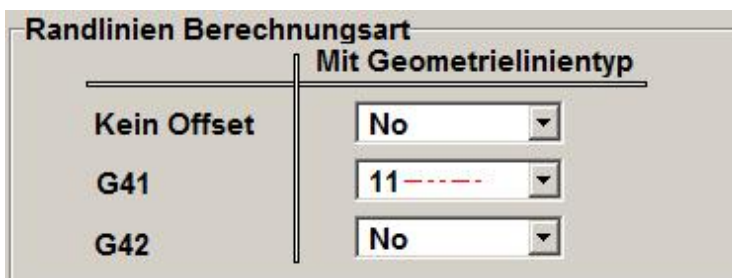 Randlinien Berechnungsart
Mit Geometrielinientyp
Kein Offset No
G41 11
G42 No